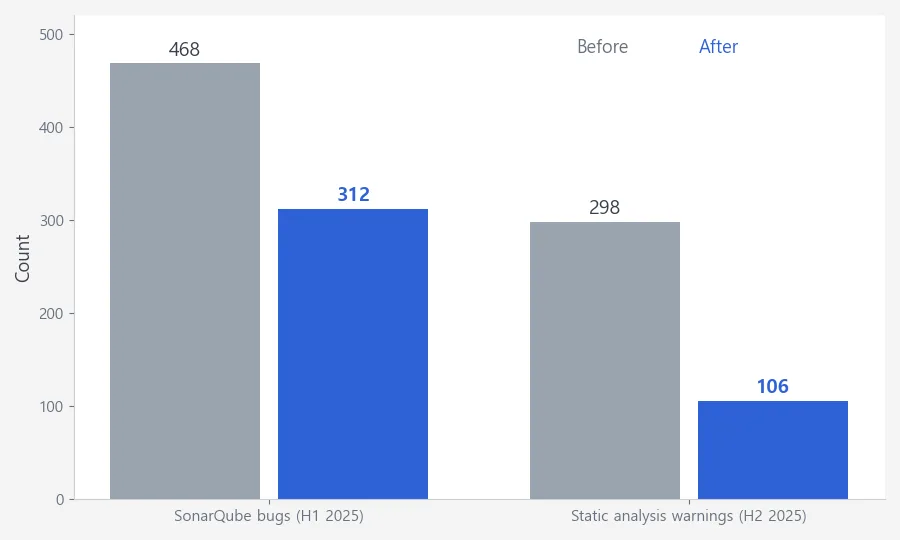 500
400
300
200
100
0
Count
Before After
468
312
298
106
SonarQube bugs (H1 2025)
Static analysis warnings (H2 2025)